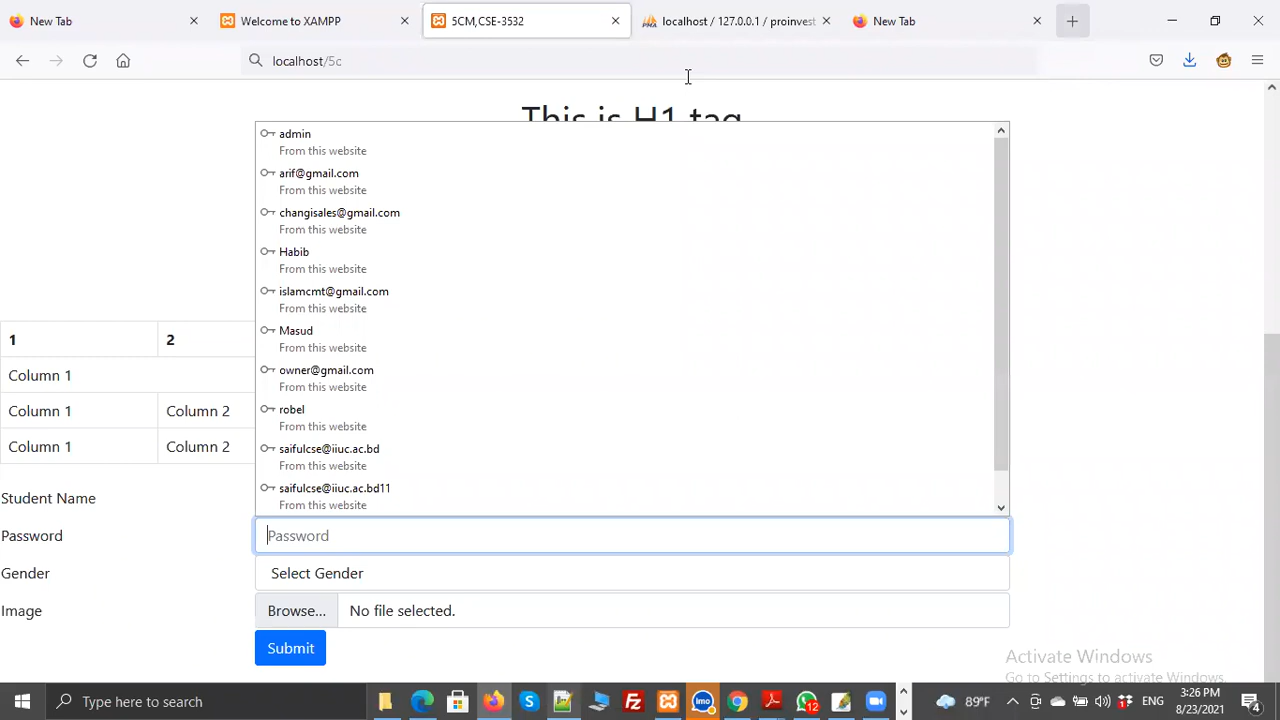 New Tab
Welcome to XAMPP
5CM,CSE-3532
localhost / 127.0.0.1 / proinvest
New Tab
localhost/5c
This is H1 tag
admin
From this website
arif@gmail.com
From this website
changisales@gmail.com
From this website
Habib
From this website
islamcmt@gmail.com
From this website
Masud
From this website
owner@gmail.com
From this website
robel
From this website
saifulcse@iiuc.ac.bd
From this website
saifulcse@iiuc.ac.bd11
From this website
1 2
Column 1
Column 1 Column 2
Column 1 Column 2
Student Name
Password Password
Gender Select Gender
Image Browse... No file selected.
Submit
Activate Windows
Go to Settings to activate Windows.
Type here to search
imo
12
89°F
ENG
3:26 PM
8/23/2021
4